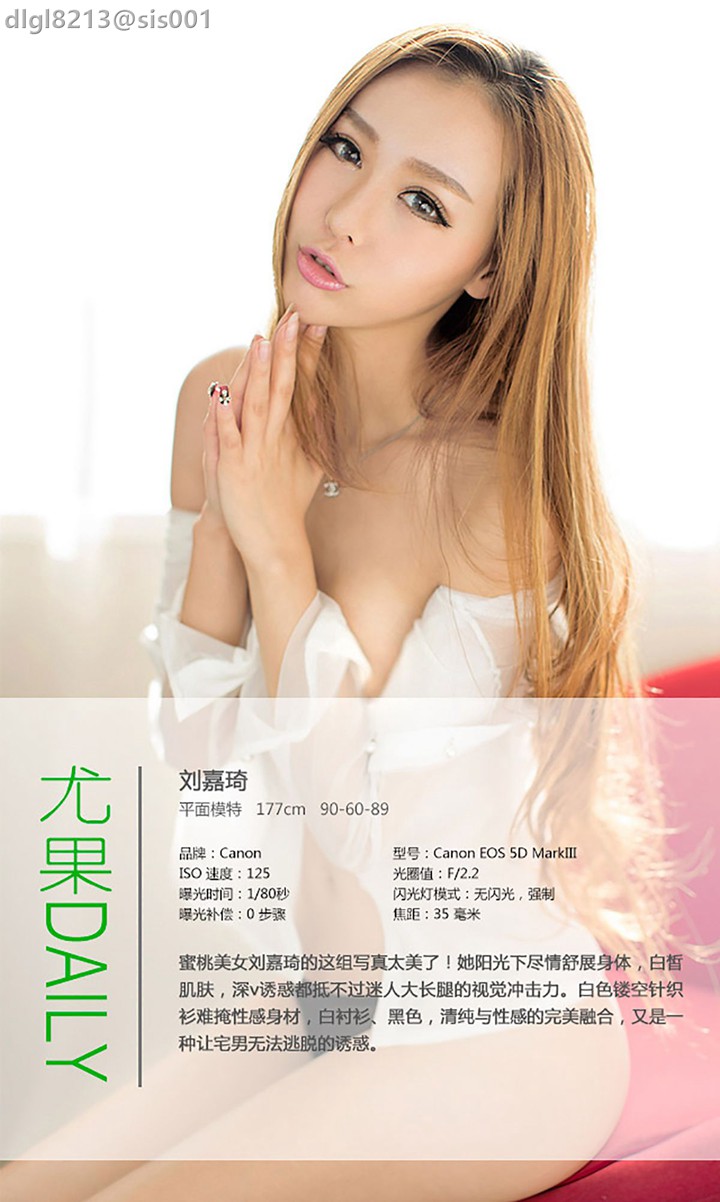 dlgl8213@sis001
尤果DAILY
刘嘉琦
平面模特 177cm 90-60-89
品牌：Canon 型号：Canon EOS 5D MarkIII
ISO 速度：125 光圈值：F/2.2
曝光时间：1/80秒 闪光灯模式：无闪光，强制
曝光补偿：0 步骤 焦距：35 毫米
蜜桃美女刘嘉琦的这组写真太美了！她阳光下尽情舒展身体，白皙
肌肤，深v诱惑都抵不过迷人大长腿的视觉冲击力。白色镂空针织
衫难掩性感身材，白衬衫、黑色，清纯与性感的完美融合，又是一
种让宅男无法逃脱的诱惑。